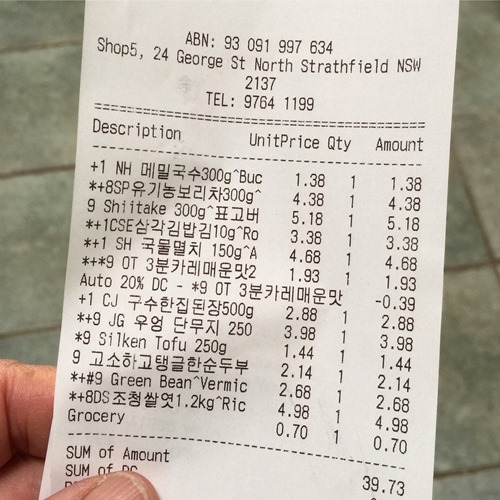 ABN: 93 091 997 634
Shop5, 24 George St North Strathfield NSW
2137
TEL: 9764 1199
Description UnitPrice Qty Amount
+1 NH 메밀국수300g^Buc 1.38 1 1.38
*+8SP유기농보리차300g^ 4.38 1 4.38
9 Shiitake 300g^표고버 5.18 1 5.18
*+1CSE삼각김밥김10g^Ro 3.38 1 3.38
*+1 SH 국물멸치 150g^A 4.68 1 4.68
*+*9 OT 3분카레매운맛2 1.93 1 1.93
Auto 20% DC - *9 OT 3분카레매운맛 -0.39
+1 CJ 구수한집된장500g 2.88 1 2.88
*+9 JG 우엉 단무지 250 3.98 1 3.98
*9 Silken Tofu 250g 1.44 1 1.44
9 고소하고탱글한순두부 2.14 1 2.14
*+#9 Green Bean^Vermic 2.68 1 2.68
*+8DS조청쌀엿1.2kg^Ric 4.98 1 4.98
Grocery 0.70 1 0.70
SUM of Amount 39.73
SUM of